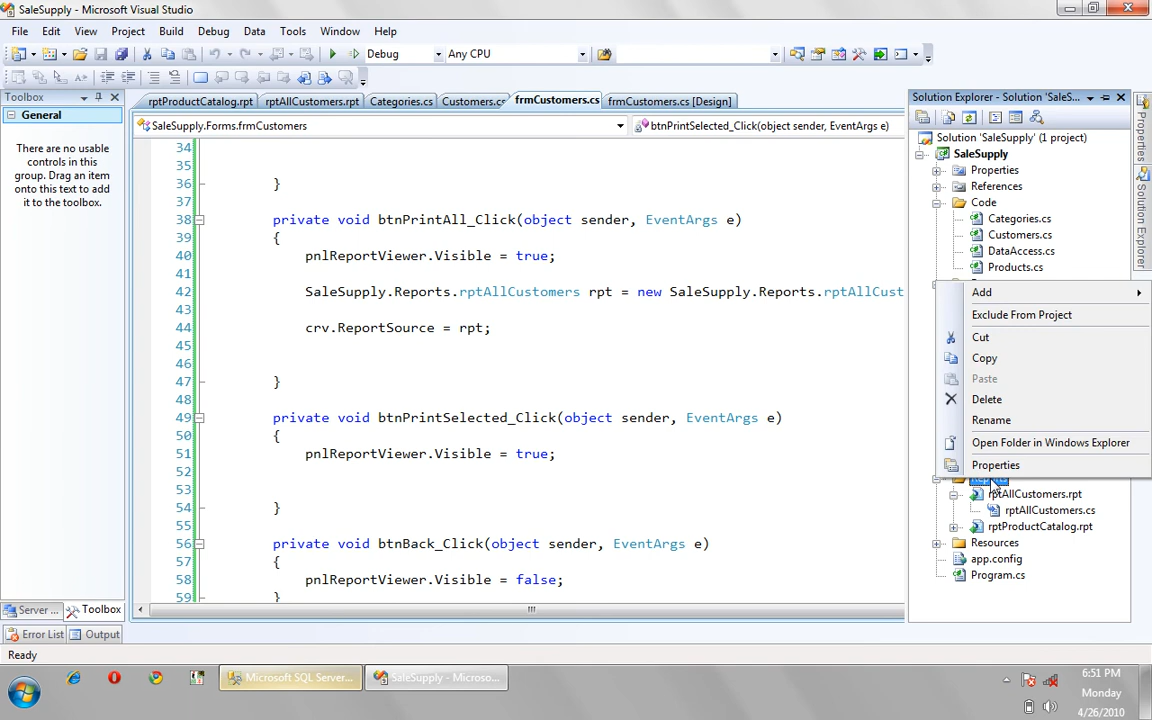 SaleSupply - Microsoft Visual Studio
File Edit View Project Build Debug Data Tools Window Help
Debug Any CPU
Toolbox
General
There are no usable
controls in this
group. Drag an item
onto this text to add
it to the toolbox.
Server ... Toolbox
Error List Output
Ready
rptProductCatalog.rpt rptAllCustomers.rpt Categories.cs Customers.cs frmCustomers.cs frmCustomers.cs [Design]
SaleSupply.Forms.frmCustomers btnPrintSelected_Click(object sender, EventArgs e)
34
35
36 }
37
38 private void btnPrintAll_Click(object sender, EventArgs e)
39 {
40 pnlReportViewer.Visible = true;
41
42 SaleSupply.Reports.rptAllCustomers rpt = new SaleSupply.Reports.rptAllCust
43
44 crv.ReportSource = rpt;
45
46
47 }
48
49 private void btnPrintSelected_Click(object sender, EventArgs e)
50 {
51 pnlReportViewer.Visible = true;
52
53
54 }
55
56 private void btnBack_Click(object sender, EventArgs e)
57 {
58 pnlReportViewer.Visible = false;
59 }
Solution Explorer - Solution 'SaleS...
Solution 'SaleSupply' (1 project)
SaleSupply
Properties
References
Code
Categories.cs
Customers.cs
DataAccess.cs
Products.cs
Add
Exclude From Project
Cut
Copy
Paste
Delete
Rename
Open Folder in Windows Explorer
Properties
rptAllCustomers.rpt
rptAllCustomers.cs
rptProductCatalog.rpt
Resources
app.config
Program.cs
Properties
Solution Explorer
Microsoft SQL Server... SaleSupply - Microso...
6:51 PM
Monday
4/26/2010